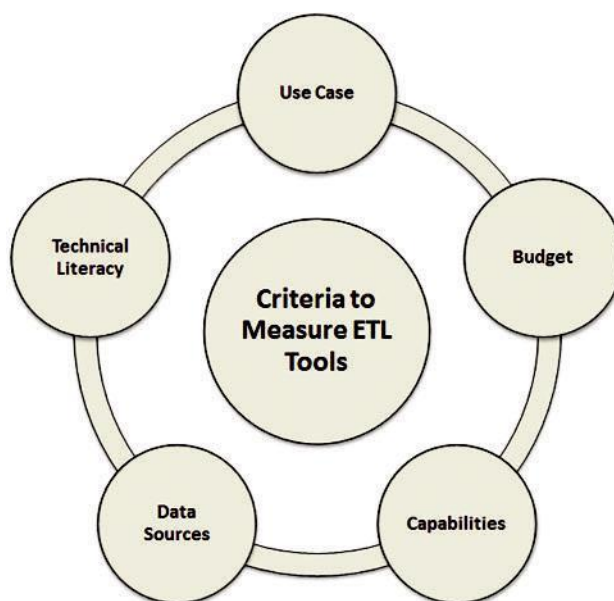 Use Case
Technical
Literacy
Budget
Criteria to
Measure ETL
Tools
Data
Sources
Capabilities